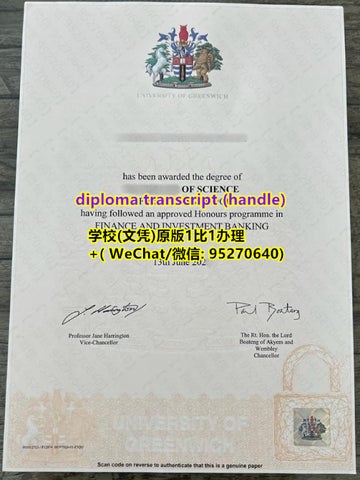 UNIVERSITY OF GREENWICH
has been awarded the degree of
OF SCIENCE
diploma transcript (handle)
having followed an approved Honours programme in
FINANCE AND INVESTMENT BANKING
学校(文凭)原版1比1办理
+( WeChat/微信: 95270640)
13th June 202
Professor Jane Harrington
Vice-Chancellor
The Rt. Hon. the Lord
Boateng of Akyem and
Wembley
Chancellor
UNIVERSITY OF
GREENWICH
Scan code on reverse to authenticate that this is a genuine paper